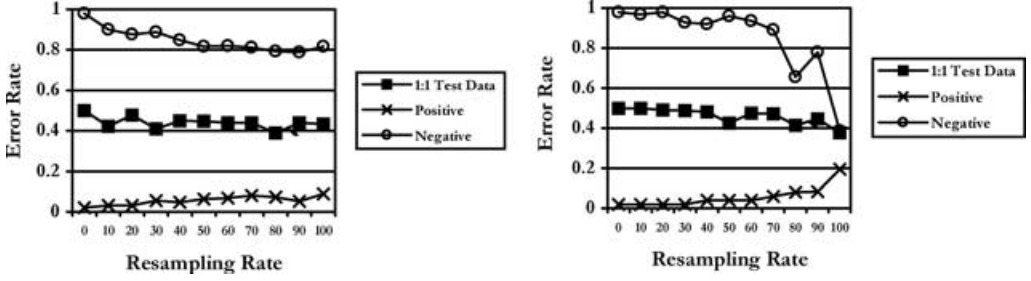 1
0.8
0.6
0.4
0.2
0
Error Rate
0 10 20 30 40 50 60 70 80 90 100
Resampling Rate
1:1 Test Data
Positive
Negative
1
0.8
0.6
0.4
0.2
0
Error Rate
0 10 20 30 40 50 60 70 80 90 100
Resampling Rate
1:1 Test Data
Positive
Negative